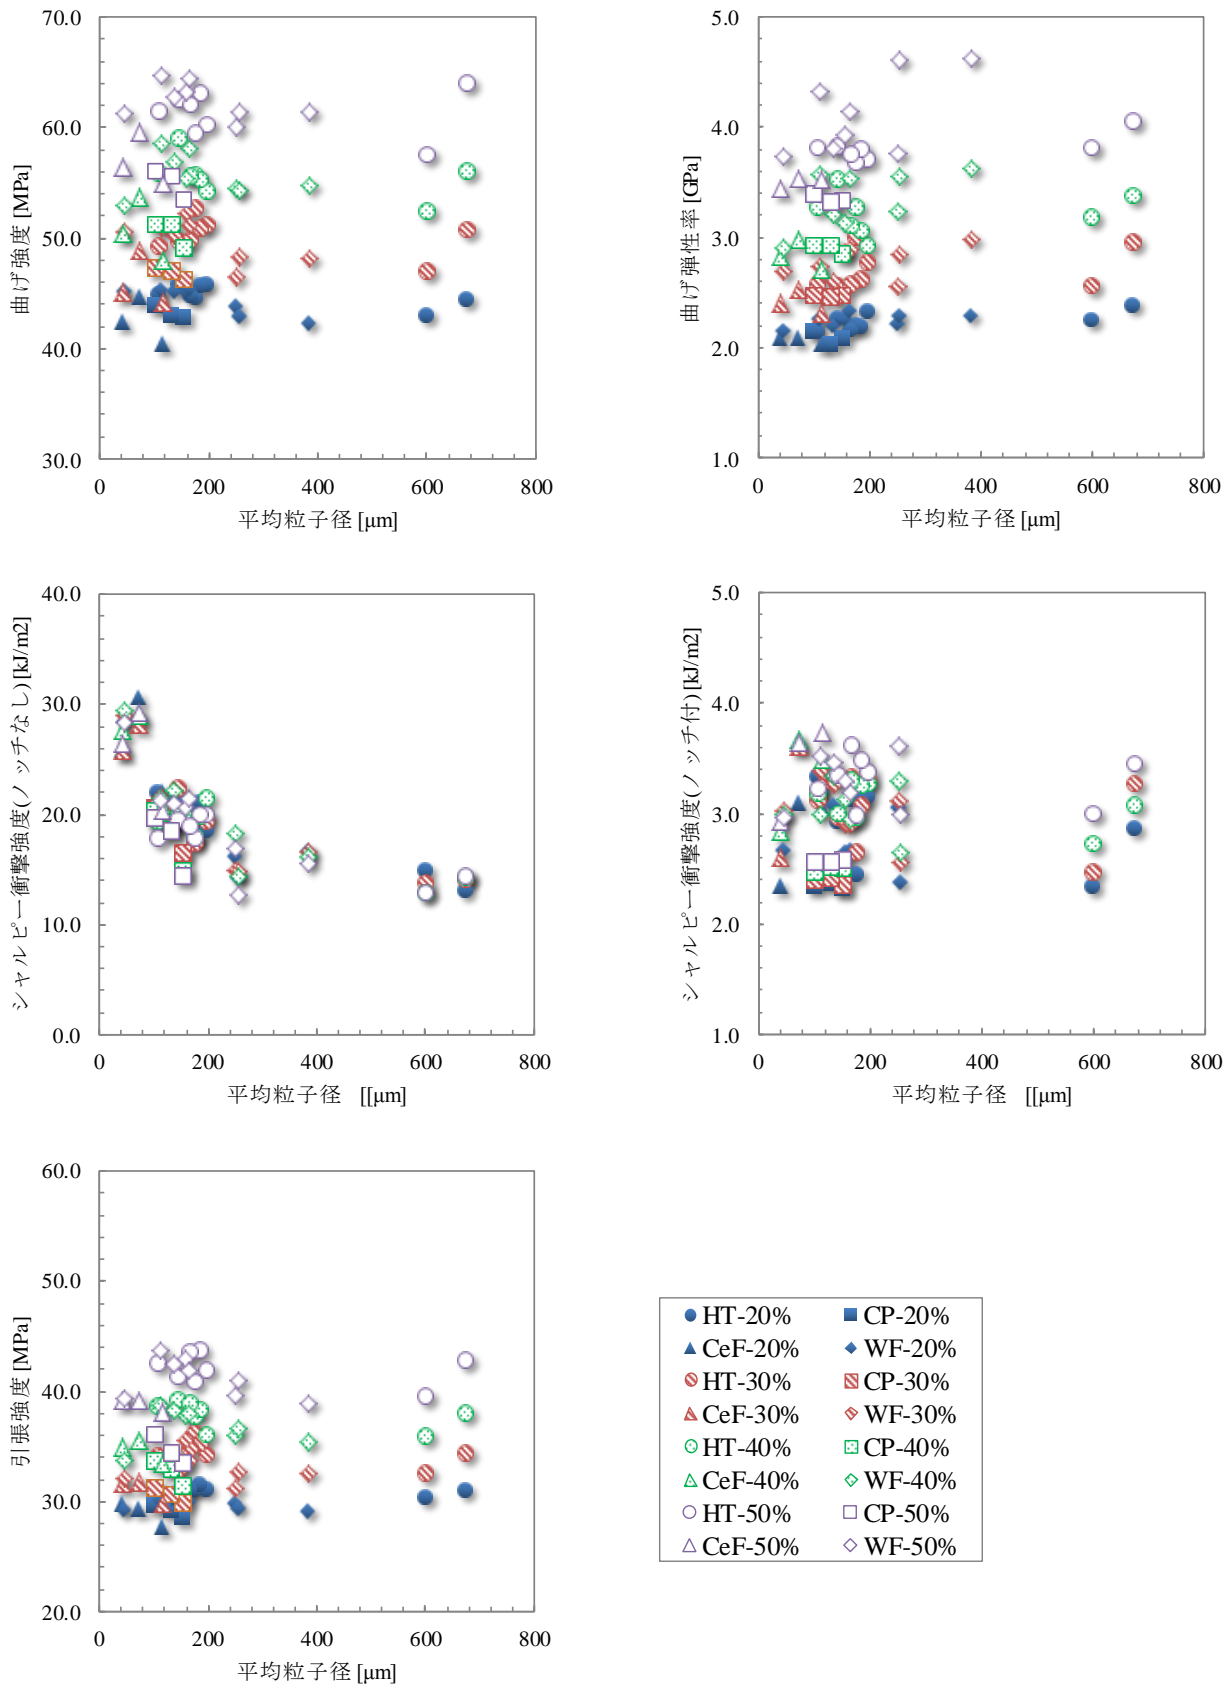 70.0
60.0
50.0
40.0
30.0
曲げ強度 [MPa]
0 200 400 600 800
平均粒子径 [μm]
5.0
4.0
3.0
2.0
1.0
曲げ弾性率 [GPa]
0 200 400 600 800
平均粒子径 [μm]
40.0
30.0
20.0
10.0
0.0
シャルピー衝撃強度(ノッチなし) [kJ/m2]
0 200 400 600 800
平均粒子径 [[μm]
5.0
4.0
3.0
2.0
1.0
シャルピー衝撃強度(ノッチ付) [kJ/m2]
0 200 400 600 800
平均粒子径 [[μm]
60.0
50.0
40.0
30.0
20.0
引張強度 [MPa]
0 200 400 600 800
平均粒子径 [μm]
HT-20% CP-20%
CeF-20% WF-20%
HT-30% CP-30%
CeF-30% WF-30%
HT-40% CP-40%
CeF-40% WF-40%
HT-50% CP-50%
CeF-50% WF-50%